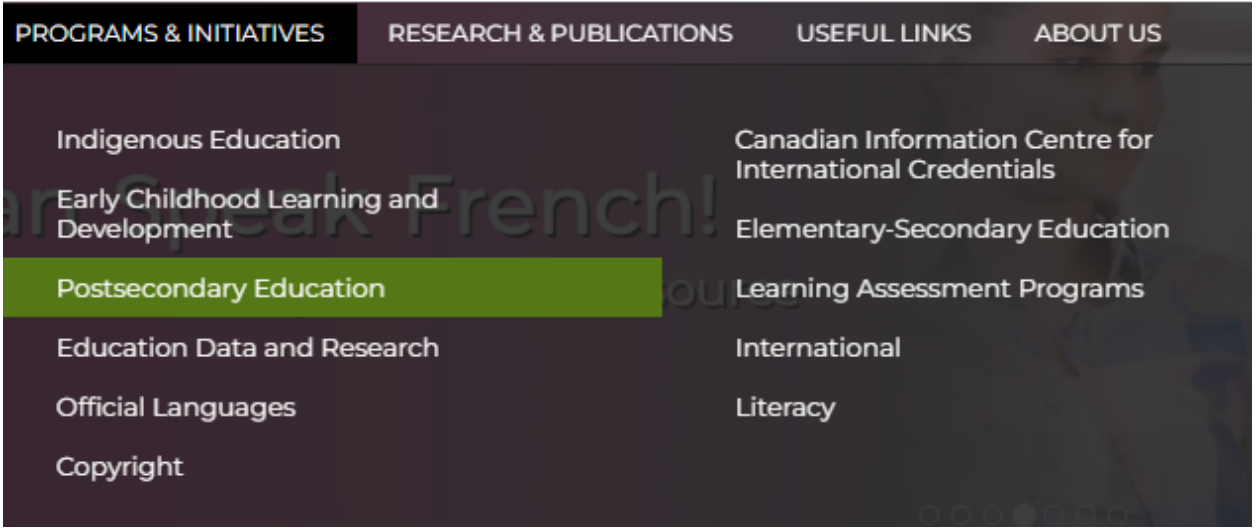 PROGRAMS & INITIATIVES RESEARCH & PUBLICATIONS USEFUL LINKS ABOUT US
Indigenous Education
Early Childhood Learning and
Development
Postsecondary Education
Education Data and Research
Official Languages
Copyright
Canadian Information Centre for
International Credentials
Elementary-Secondary Education
Learning Assessment Programs
International
Literacy
Speak French!